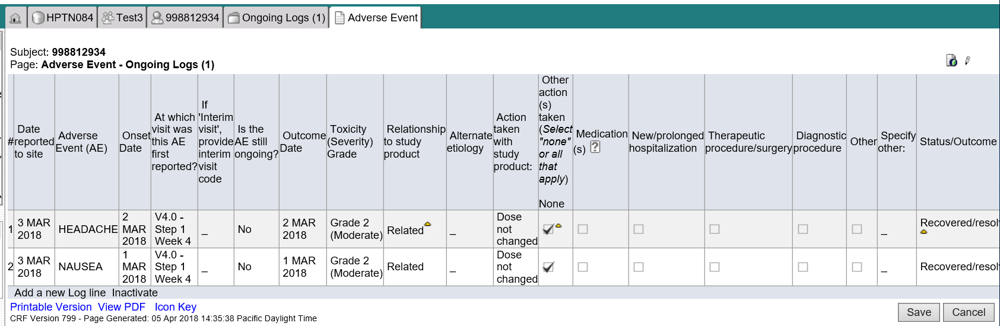 HPTN084 Test3 998812934 Ongoing Logs (1) Adverse Event
Subject: 998812934
Page: Adverse Event - Ongoing Logs (1)
#
Date
reported
to site
Adverse
Event (AE)
Onset
Date
At which
visit was
this AE
first
reported?
If
'Interim
visit',
provide
interim
visit
code
Is the
AE still
ongoing?
Outcome
Date
Toxicity
(Severity)
Grade
Relationship
to study
product
Alternate
etiology
Action
taken
with
study
product:
Other
action
(s)
taken
(Select
"none"
or all
that
apply)
None
Medication
(s) ?
New/prolonged
hospitalization
Therapeutic
procedure/surgery
Diagnostic
procedure
Other
Specify
other:
Status/Outcome
1
3 MAR
2018
HEADACHE
2
MAR
2018
V4.0 -
Step 1
Week 4
_
No
2 MAR
2018
Grade 2
(Moderate)
Related
_
Dose
not
changed
_
Recovered/resol
2
3 MAR
2018
NAUSEA
1
MAR
2018
V4.0 -
Step 1
Week 4
_
No
1 MAR
2018
Grade 2
(Moderate)
Related
_
Dose
not
changed
_
Recovered/resol
Add a new Log line Inactivate
Printable Version View PDF Icon Key
CRF Version 799 - Page Generated: 05 Apr 2018 14:35:38 Pacific Daylight Time
Save Cancel